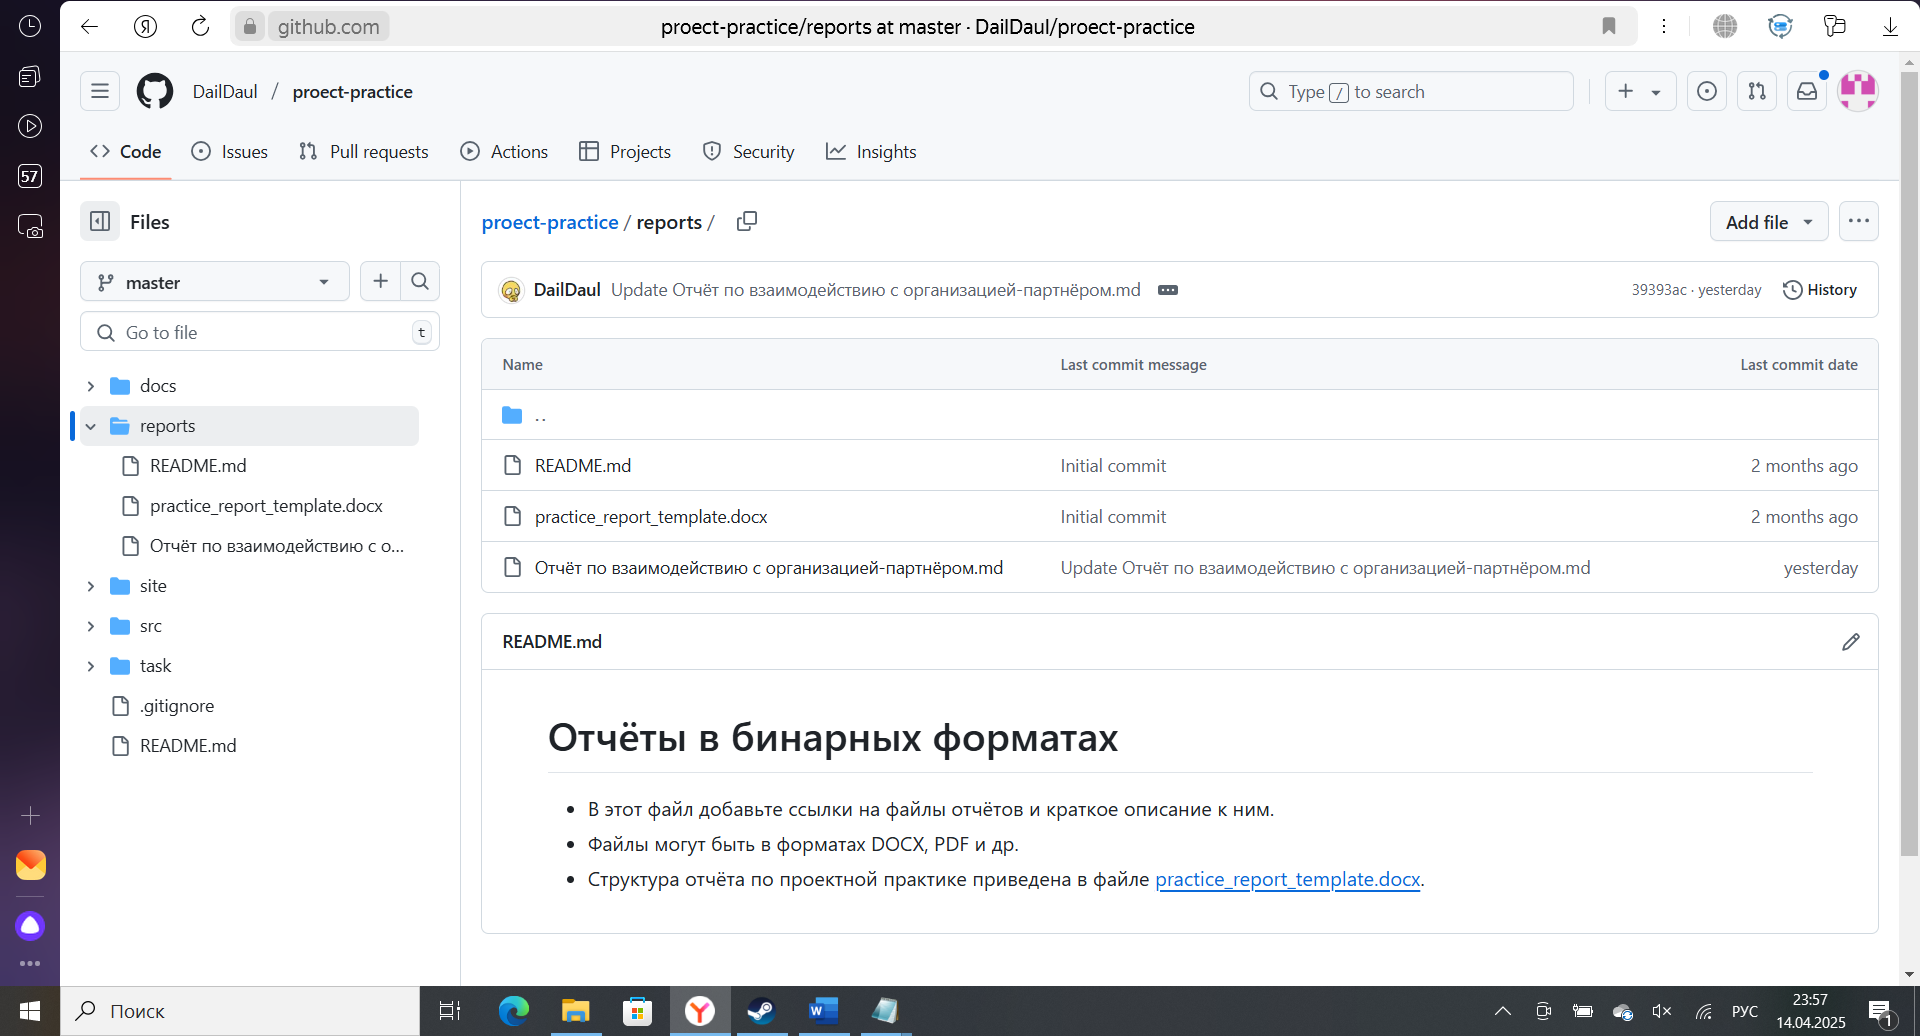 github.com
proect-practice/reports at master · DailDaul/proect-practice
57
DailDaul / proect-practice
Type / to search
Code
Issues
Pull requests
Actions
Projects
Security
Insights
Files
master
Go to file
t
docs
reports
README.md
practice_report_template.docx
Отчёт по взаимодействию с о...
site
src
task
.gitignore
README.md
proect-practice / reports /
Add file
DailDaul Update Отчёт по взаимодействию с организацией-партнёром.md
39393ac · yesterday
History
Name Last commit message Last commit date
..
README.md Initial commit 2 months ago
practice_report_template.docx Initial commit 2 months ago
Отчёт по взаимодействию с организацией-партнёром.md Update Отчёт по взаимодействию с организацией-партнёром.md yesterday
README.md
Отчёты в бинарных форматах
• В этот файл добавьте ссылки на файлы отчётов и краткое описание к ним.
• Файлы могут быть в форматах DOCX, PDF и др.
• Структура отчёта по проектной практике приведена в файле practice_report_template.docx.
Поиск
РУС
23:57
14.04.2025
1